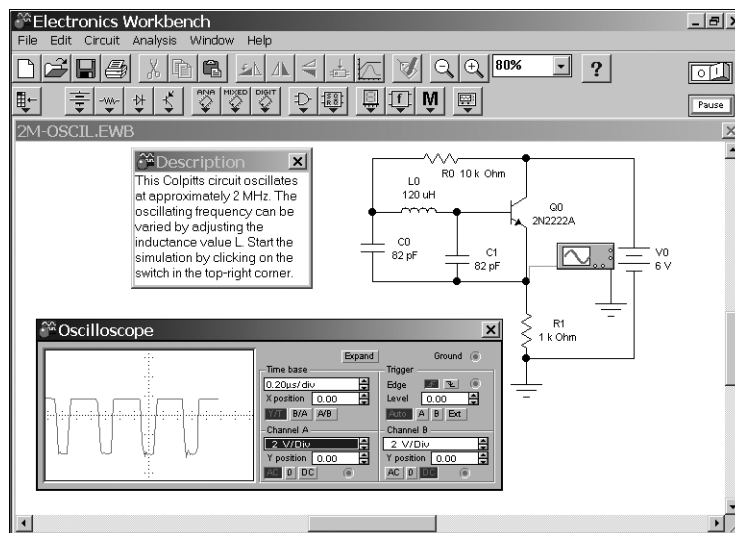 Electronics Workbench
File Edit Circuit Analysis Window Help
80%
?
O I
ANA MIXED DIGIT
f M
Pause
2M-OSCIL.EWB
Description
This Colpitts circuit oscillates
at approximately 2 MHz. The
oscillating frequency can be
varied by adjusting the
inductance value L. Start the
simulation by clicking on the
switch in the top-right corner.
R0 10 k Ohm
L0
120 uH
Q0
2N2222A
C0
82 pF
C1
82 pF
V0
6 V
R1
1 k Ohm
Oscilloscope
Expand
Ground
Time base
0.20µs/div
X position 0.00
Y/T B/A A/B
Trigger
Edge
Level 0.00
Auto A B Ext
Channel A
2 V/Div
Y position 0.00
AC 0 DC
Channel B
2 V/Div
Y position 0.00
AC 0 DC